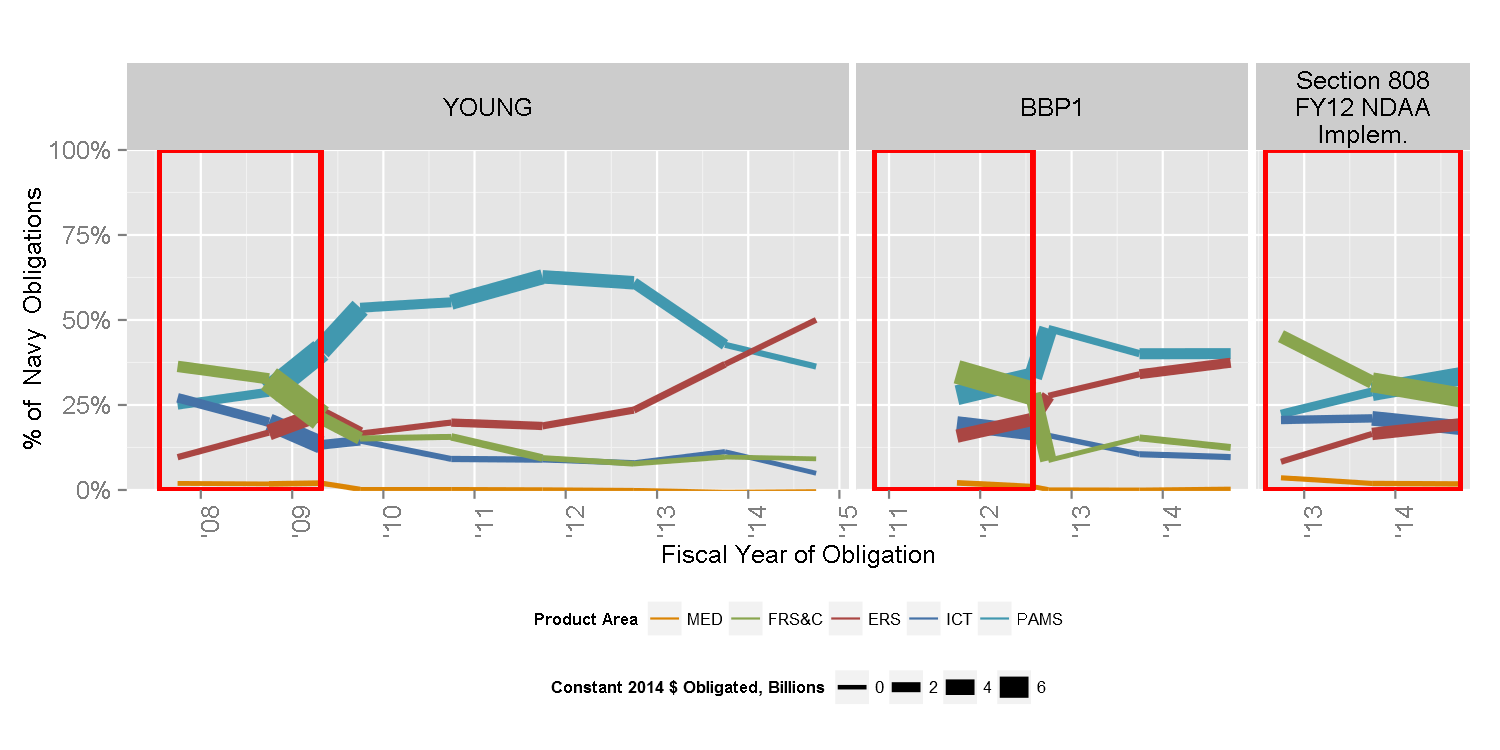 YOUNG
BBP1
Section 808
FY12 NDAA
Implem.
% of Navy Obligations
100%
75%
50%
25%
0%
'08
'09
'10
'11
'12
'13
'14
'15
'11
'12
'13
'14
'13
'14
Fiscal Year of Obligation
Product Area MED FRS&C ERS ICT PAMS
Constant 2014 $ Obligated, Billions 0 2 4 6